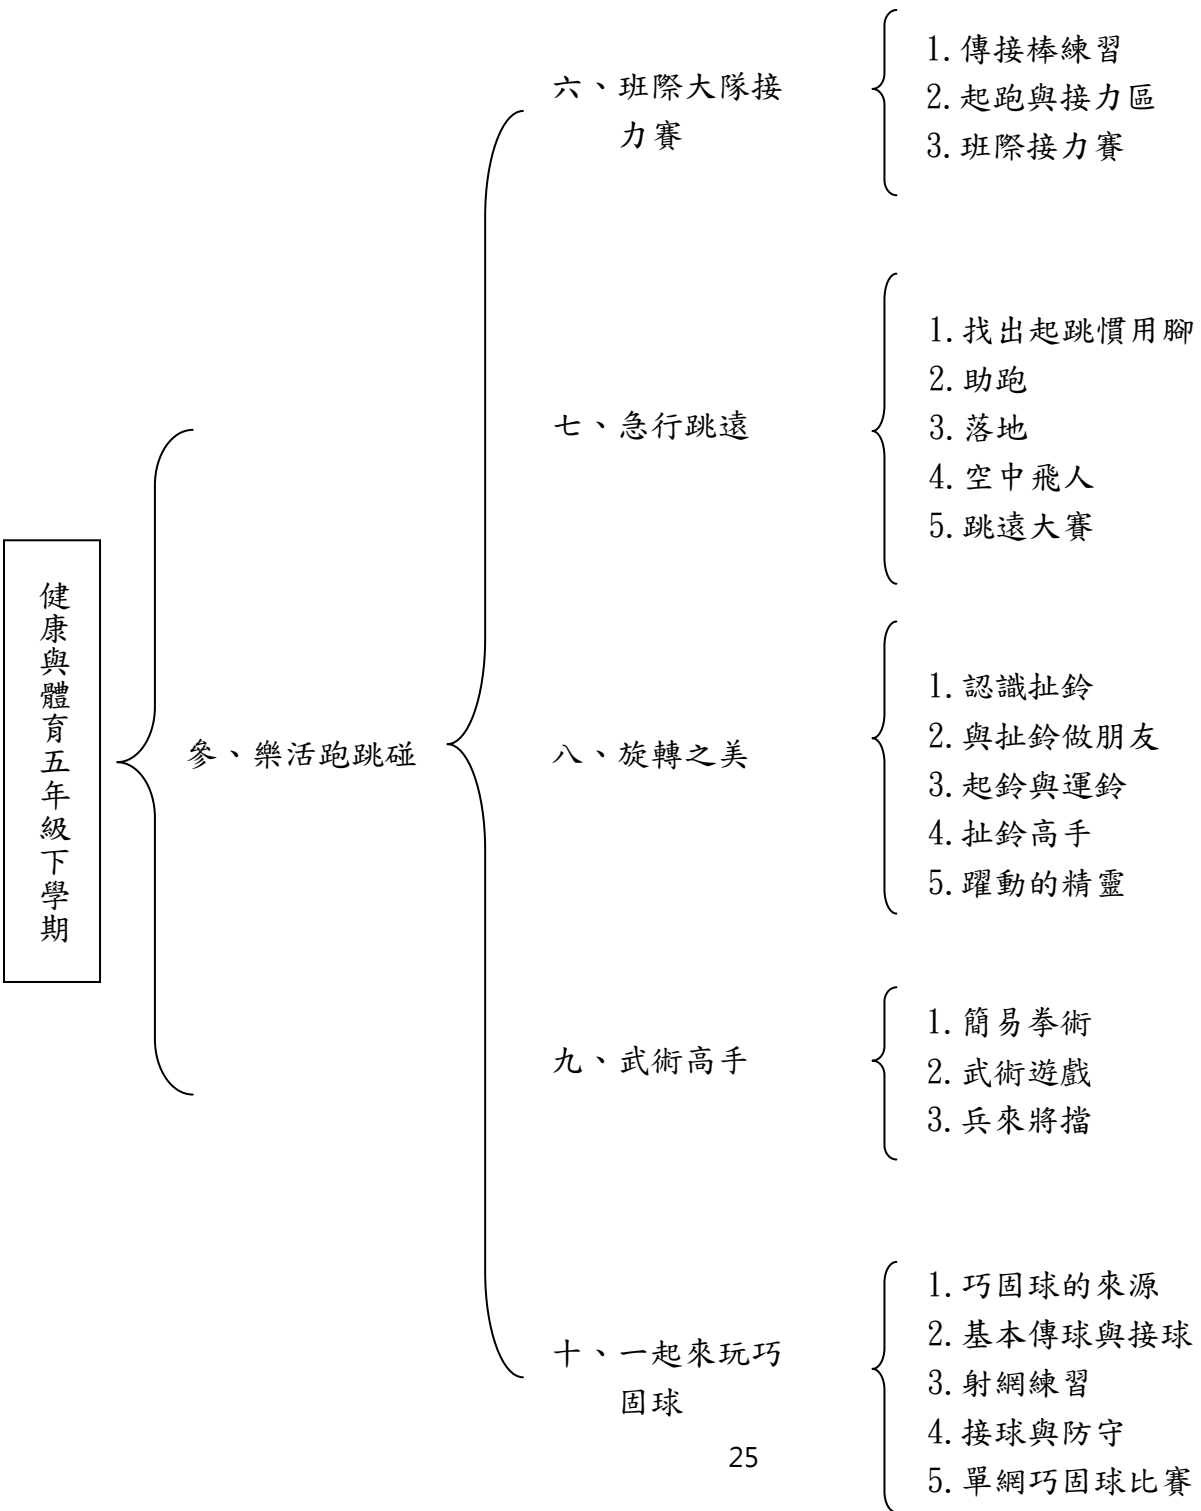 健康與體育五年級下學期
參、樂活跑跳碰
六、班際大隊接
力賽
1.傳接棒練習
2.起跑與接力區
3.班際接力賽
七、急行跳遠
1.找出起跳慣用腳
2.助跑
3.落地
4.空中飛人
5.跳遠大賽
八、旋轉之美
1.認識扯鈴
2.與扯鈴做朋友
3.起鈴與運鈴
4.扯鈴高手
5.躍動的精靈
九、武術高手
1.簡易拳術
2.武術遊戲
3.兵來將擋
十、一起來玩巧
固球
1.巧固球的來源
2.基本傳球與接球
3.射網練習
4.接球與防守
5.單網巧固球比賽
25